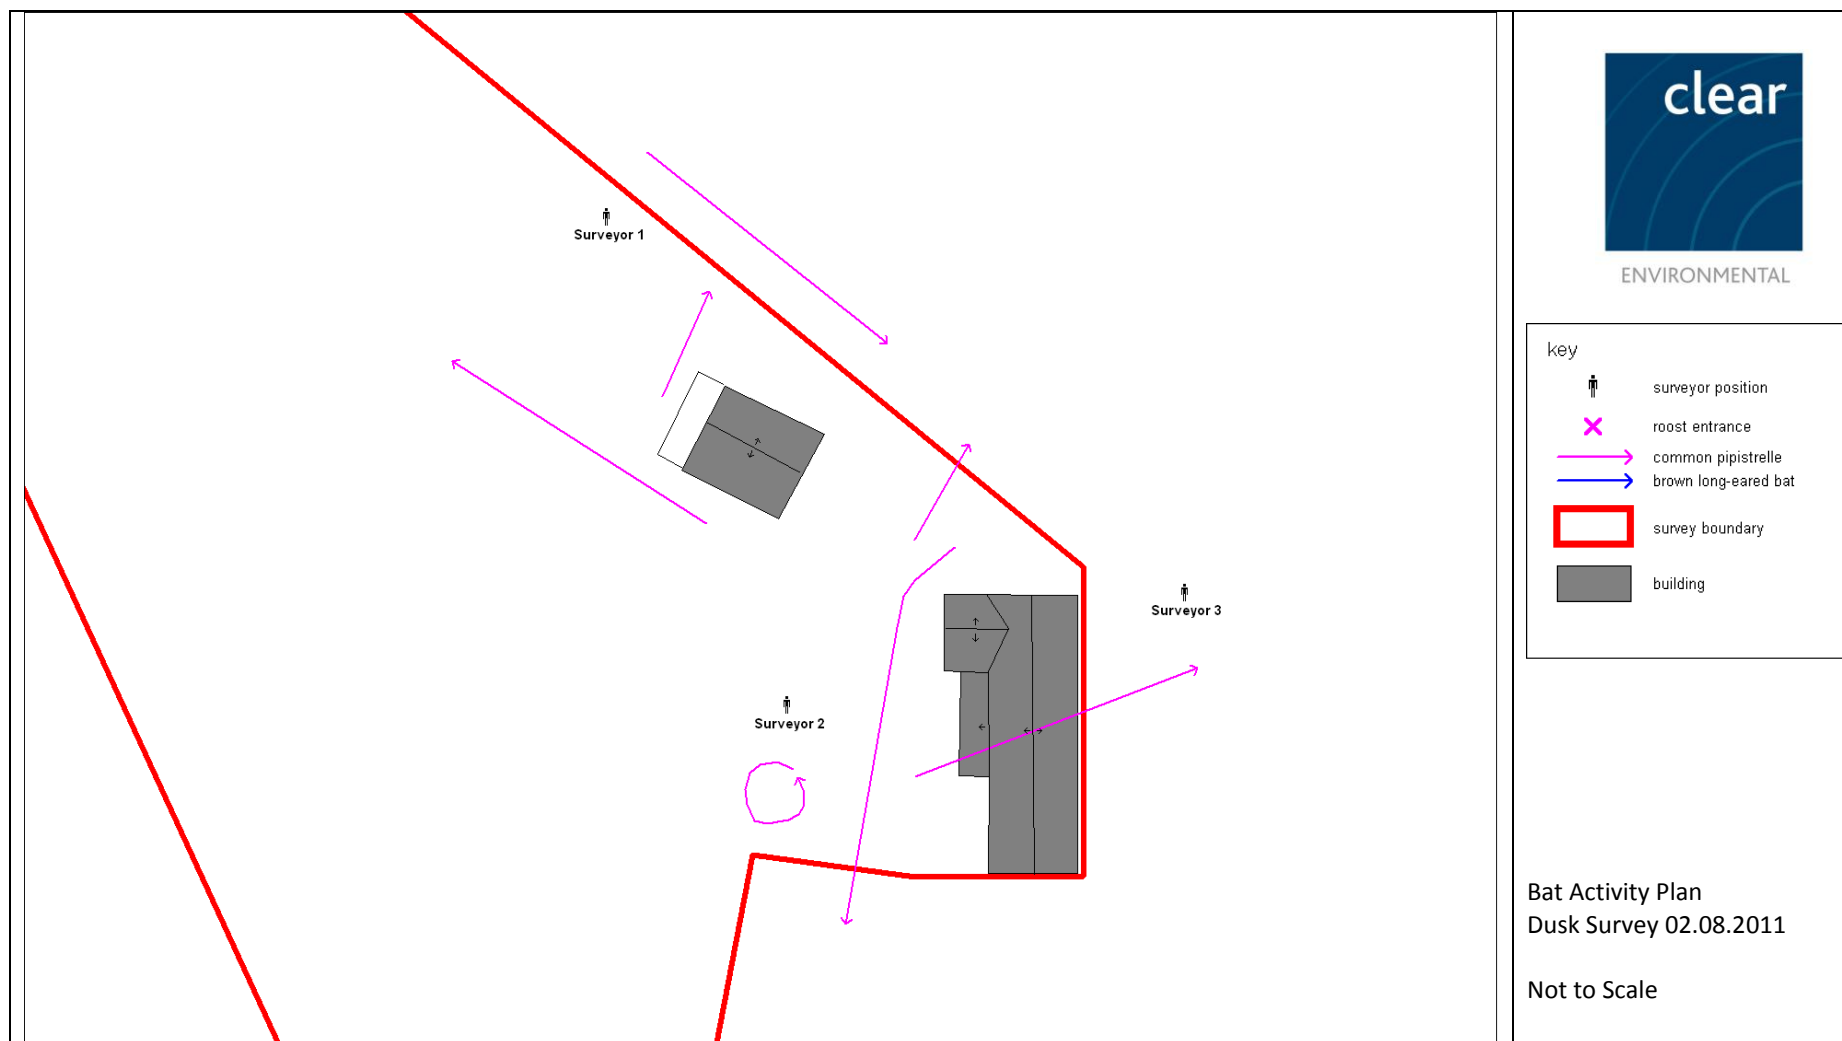 Surveyor 1
Surveyor 3
Surveyor 2
clear
ENVIRONMENTAL
key
surveyor position
roost entrance
common pipistrelle
brown long-eared bat
survey boundary
building
Bat Activity Plan
Dusk Survey 02.08.2011
Not to Scale